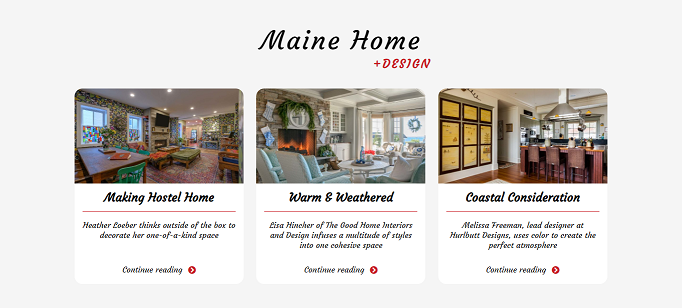 Maine Home
+DESIGN
Making Hostel Home
Heather Loeber thinks outside of the box to
decorate her one-of-a-kind space
Continue reading
Warm & Weathered
Lisa Hincher of The Good Home Interiors
and Design infuses a multitude of styles
into one cohesive space
Continue reading
Coastal Consideration
Melissa Freeman, lead designer at
Hurlbutt Designs, uses color to create the
perfect atmosphere
Continue reading